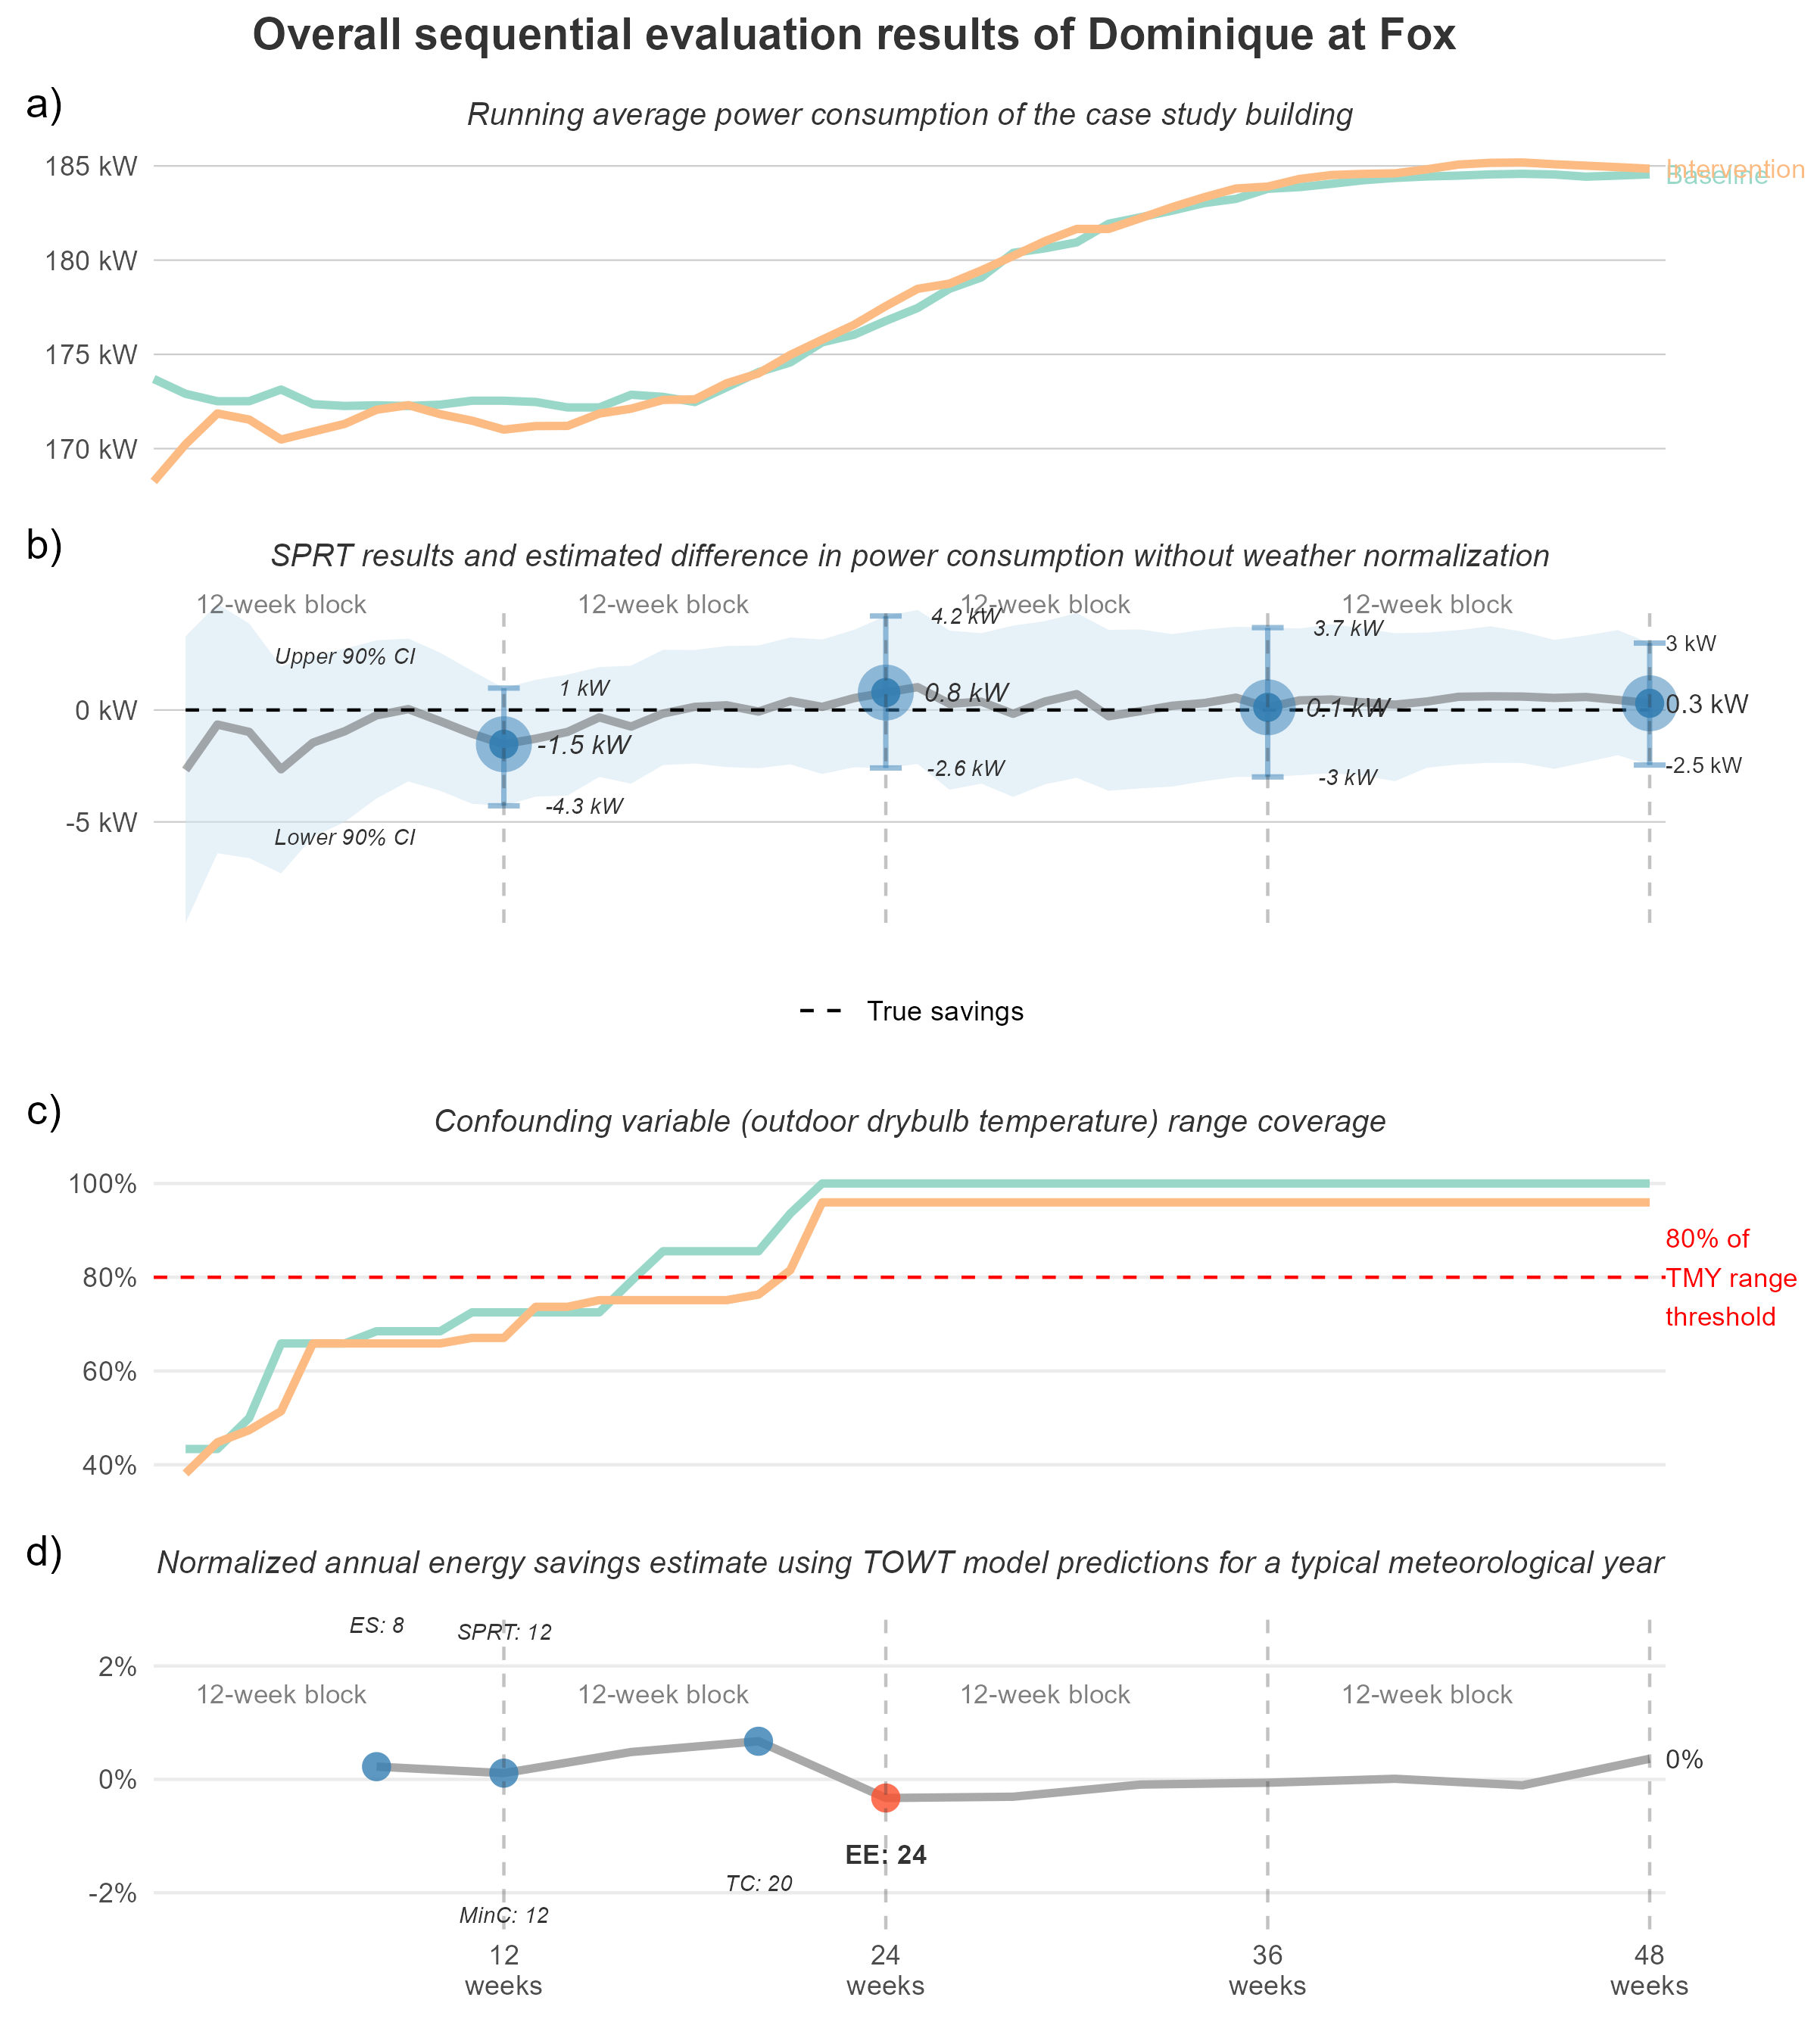 Overall sequential evaluation results of Dominique at Fox
a)
Running average power consumption of the case study building
185 kW
180 kW
175 kW
170 kW
Intervention
Baseline
b)
SPRT results and estimated difference in power consumption without weather normalization
12-week block
12-week block
12-week block
12-week block
Upper 90% CI
Lower 90% CI
0 kW
-5 kW
1 kW
-1.5 kW
-4.3 kW
4.2 kW
0.8 kW
-2.6 kW
3.7 kW
0.1 kW
-3 kW
3 kW
0.3 kW
-2.5 kW
True savings
c)
Confounding variable (outdoor drybulb temperature) range coverage
100%
80%
60%
40%
80% of
TMY range
threshold
d)
Normalized annual energy savings estimate using TOWT model predictions for a typical meteorological year
ES: 8
SPRT: 12
2%
0%
-2%
12-week block
12-week block
12-week block
12-week block
0%
EE: 24
TC: 20
MinC: 12
12
weeks
24
weeks
36
weeks
48
weeks